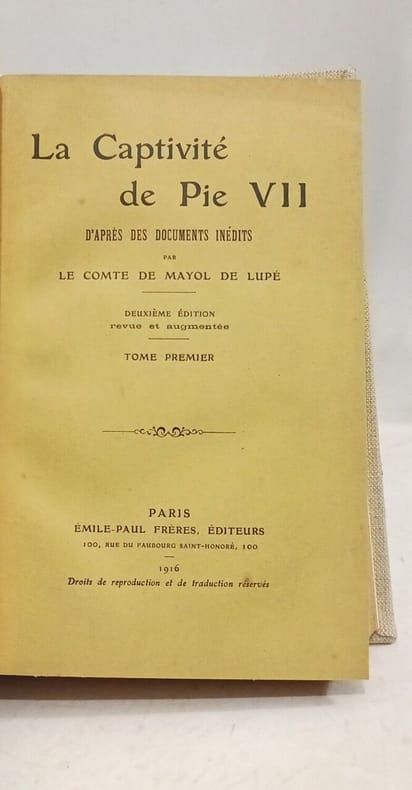 La Captivité
de Pie VII
D'APRÈS DES DOCUMENTS INÉDITS
PAR
LE COMTE DE MAYOL DE LUPÉ
DEUXIÈME ÉDITION
revue et augmentée
TOME PREMIER
PARIS
ÉMILE-PAUL FRÈRES, ÉDITEURS
100, RUE DU FAUBOURG SAINT-HONORÉ, 100
1916
Droits de reproduction et de traduction réservés